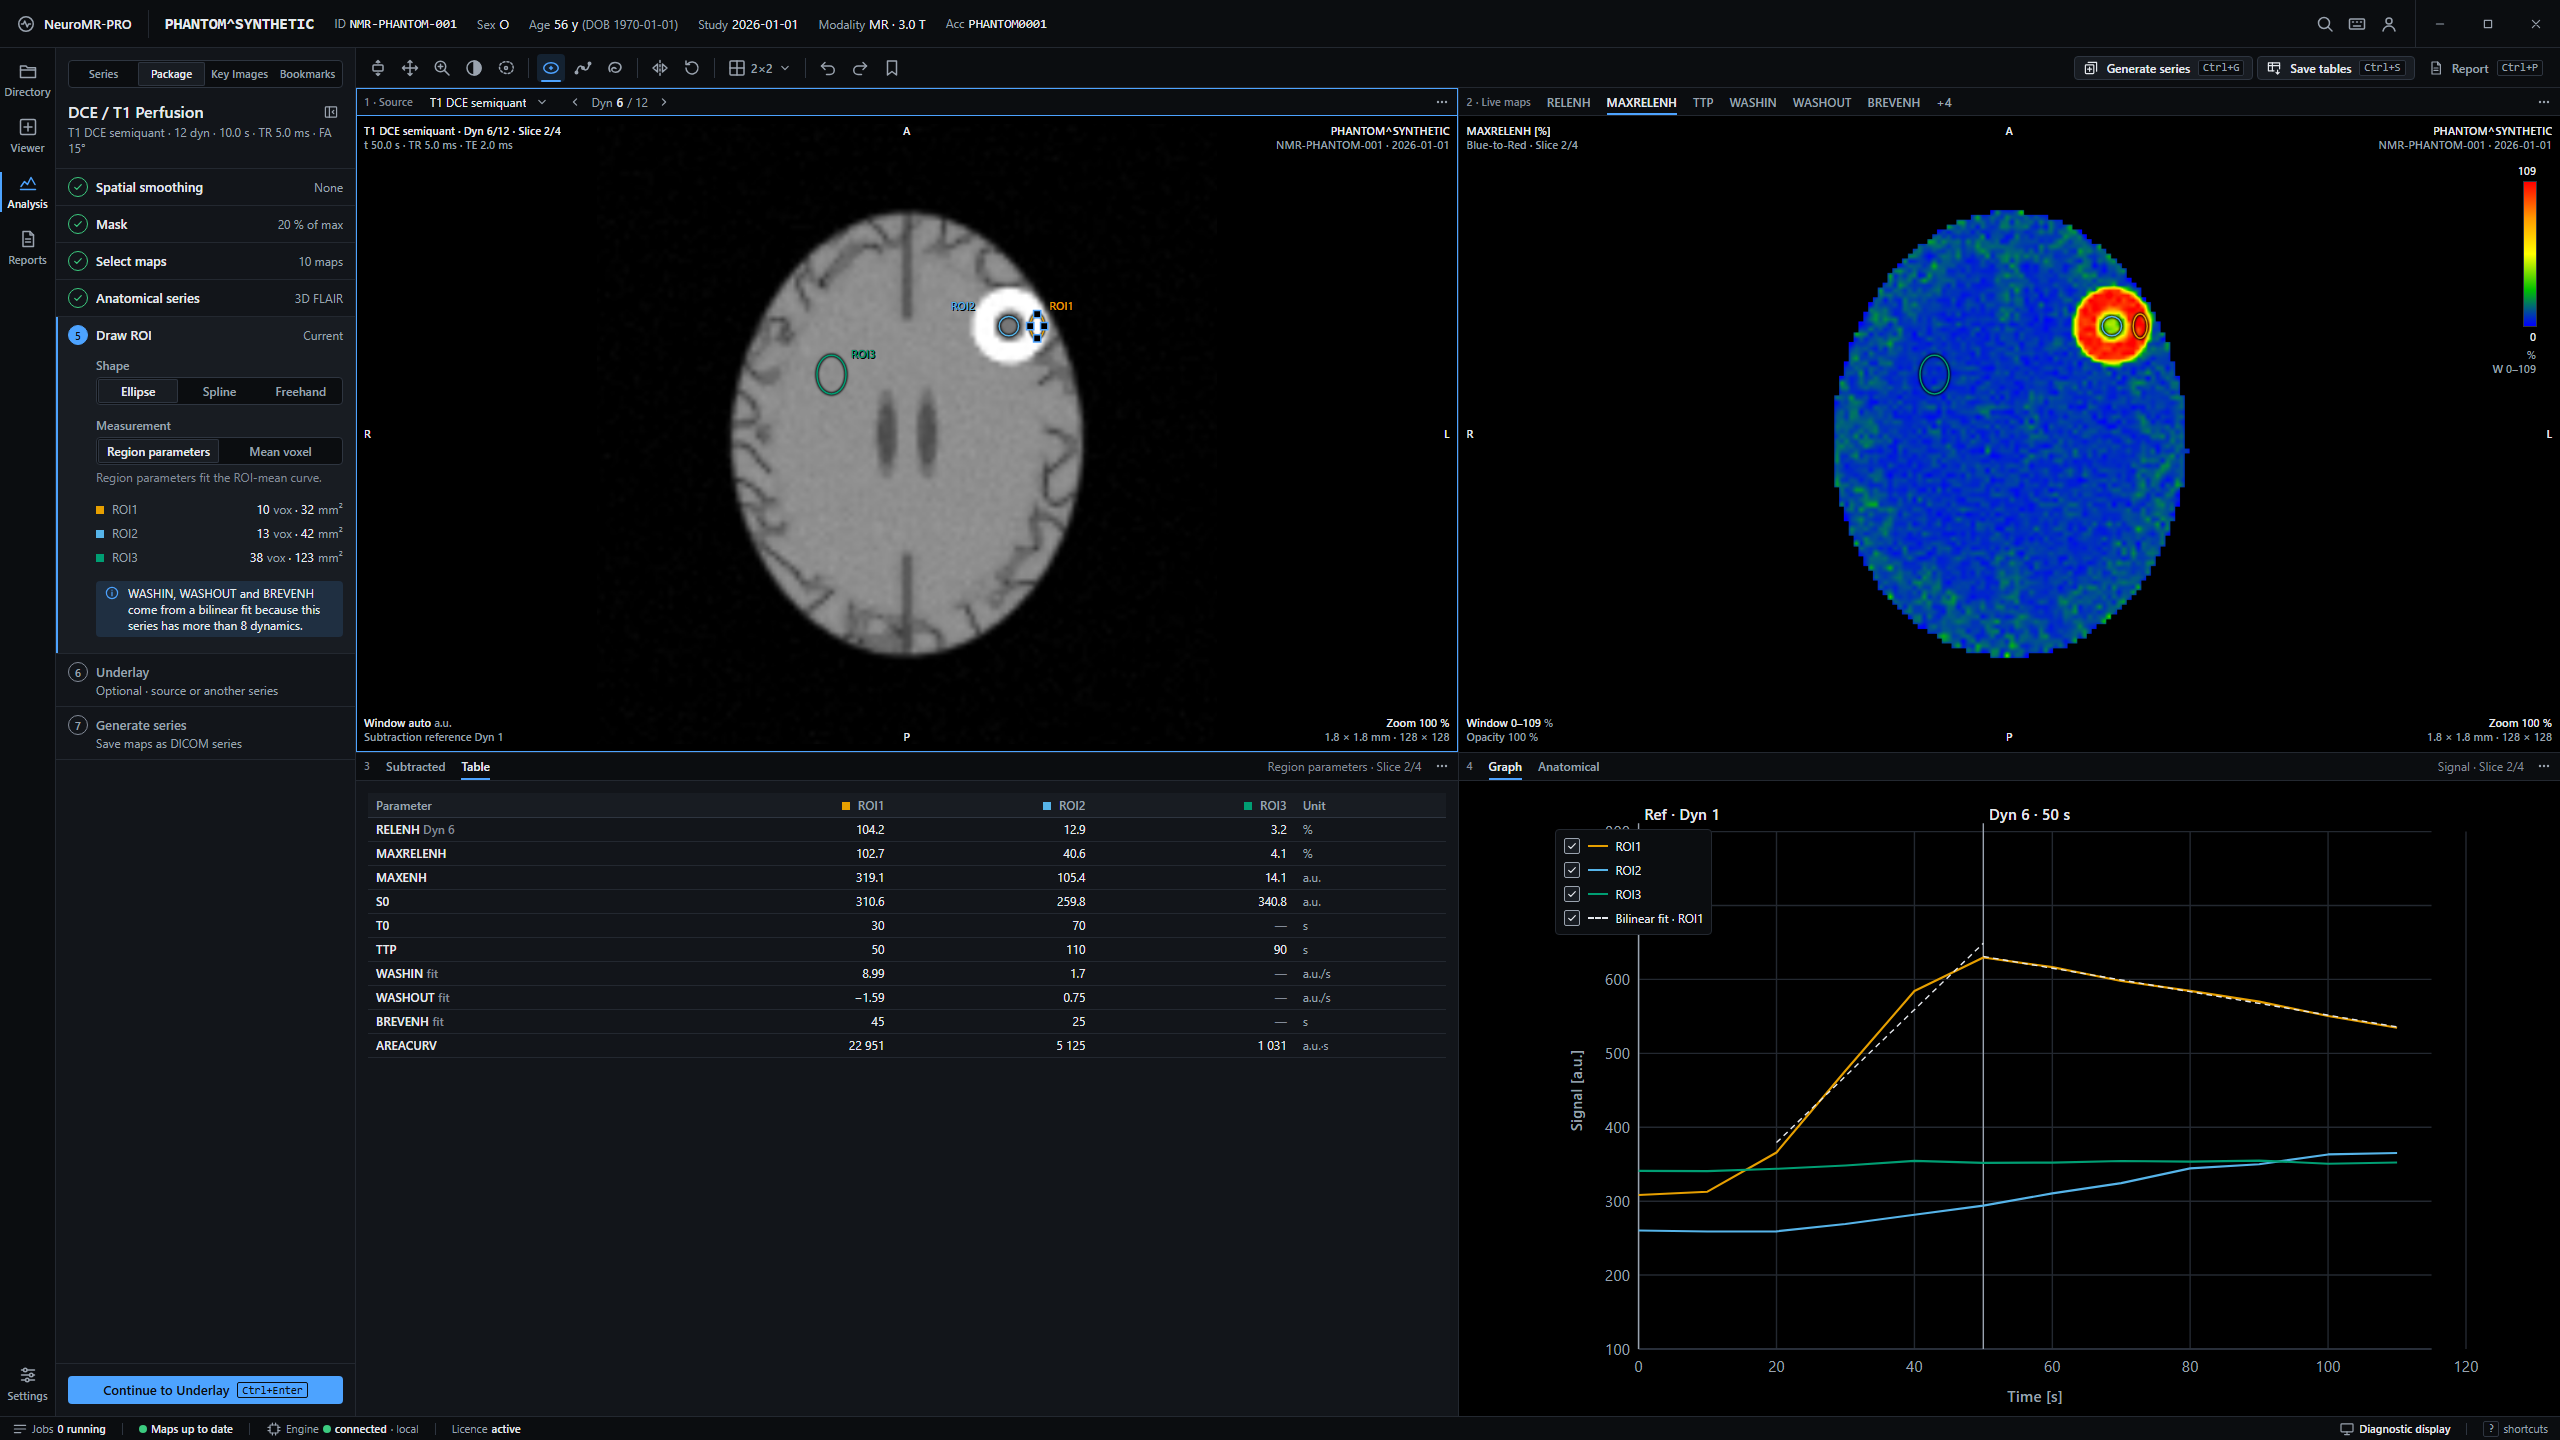 NeuroMR-PRO PHANTOM^SYNTHETIC ID NMR-PHANTOM-001 Sex O Age 56 y (DOB 1970-01-01) Study 2026-01-01 Modality MR · 3.0 T Acc PHANTOM0001
Directory
Viewer
Analysis
Reports
Settings
Series Package Key Images Bookmarks
DCE / T1 Perfusion
T1 DCE semiquant · 12 dyn · 10.0 s · TR 5.0 ms · FA
15°
Spatial smoothing None
Mask 20 % of max
Select maps 10 maps
Anatomical series 3D FLAIR
5 Draw ROI Current
Shape
Ellipse Spline Freehand
Measurement
Region parameters Mean voxel
Region parameters fit the ROI-mean curve.
ROI1 10 vox · 32 mm²
ROI2 13 vox · 42 mm²
ROI3 38 vox · 123 mm²
WASHIN, WASHOUT and BREVENH
come from a bilinear fit because this
series has more than 8 dynamics.
6 Underlay
Optional · source or another series
7 Generate series
Save maps as DICOM series
Continue to Underlay Ctrl+Enter
2×2
Generate series Ctrl+G Save tables Ctrl+S Report Ctrl+P
1 · Source T1 DCE semiquant Dyn 6 / 12
T1 DCE semiquant · Dyn 6/12 · Slice 2/4
t 50.0 s · TR 5.0 ms · TE 2.0 ms
A
PHANTOM^SYNTHETIC
NMR-PHANTOM-001 · 2026-01-01
ROI2 ROI1
ROI3
R L
Window auto a.u.
Subtraction reference Dyn 1
P
Zoom 100 %
1.8 × 1.8 mm · 128 × 128
2 · Live maps RELENH MAXRELENH TTP WASHIN WASHOUT BREVENH +4
MAXRELENH [%]
Blue-to-Red · Slice 2/4
A
PHANTOM^SYNTHETIC
NMR-PHANTOM-001 · 2026-01-01
109
0
%
W 0–109
R L
Window 0–109 %
Opacity 100 %
P
Zoom 100 %
1.8 × 1.8 mm · 128 × 128
3 Subtracted Table Region parameters · Slice 2/4
Parameter ROI1 ROI2 ROI3 Unit
RELENH Dyn 6 104.2 12.9 3.2 %
MAXRELENH 102.7 40.6 4.1 %
MAXENH 319.1 105.4 14.1 a.u.
S0 310.6 259.8 340.8 a.u.
T0 30 70 — s
TTP 50 110 90 s
WASHIN fit 8.99 1.7 — a.u./s
WASHOUT fit −1.59 0.75 — a.u./s
BREVENH fit 45 25 — s
AREACURV 22 951 5 125 1 031 a.u.·s
4 Graph Anatomical Signal · Slice 2/4
Ref · Dyn 1 Dyn 6 · 50 s
ROI1
ROI2
ROI3
Bilinear fit · ROI1
600
500
400
300
200
100
Signal [a.u.]
0 20 40 60 80 100 120
Time [s]
Jobs 0 running Maps up to date Engine connected · local Licence active Diagnostic display ? shortcuts